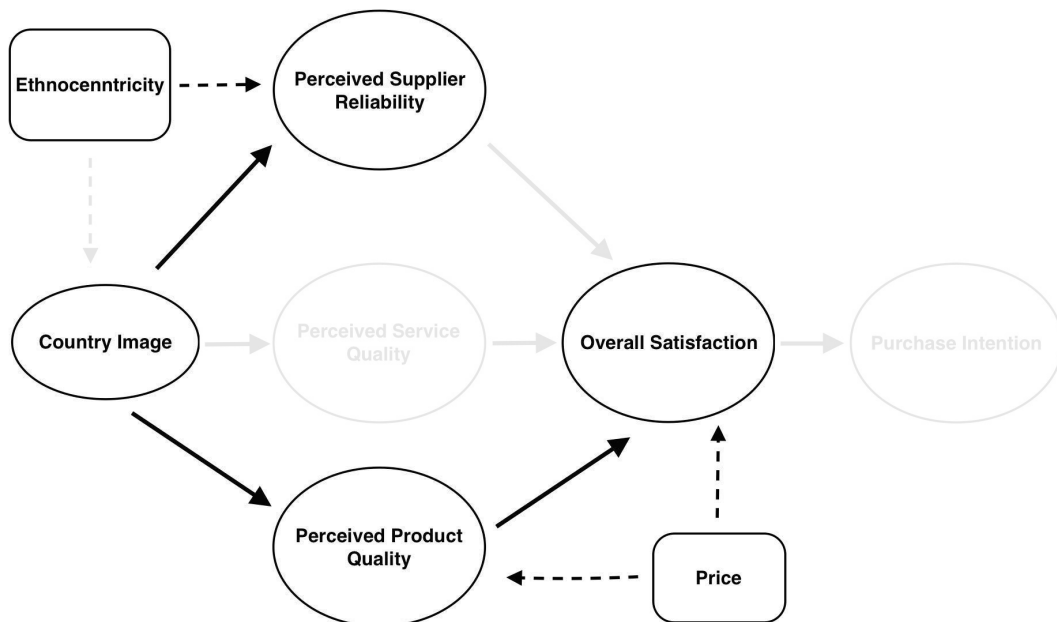 Ethnocenntricity
Perceived Supplier
Reliability
Country Image
Perceived Service
Quality
Overall Satisfaction
Purchase Intention
Perceived Product
Quality
Price